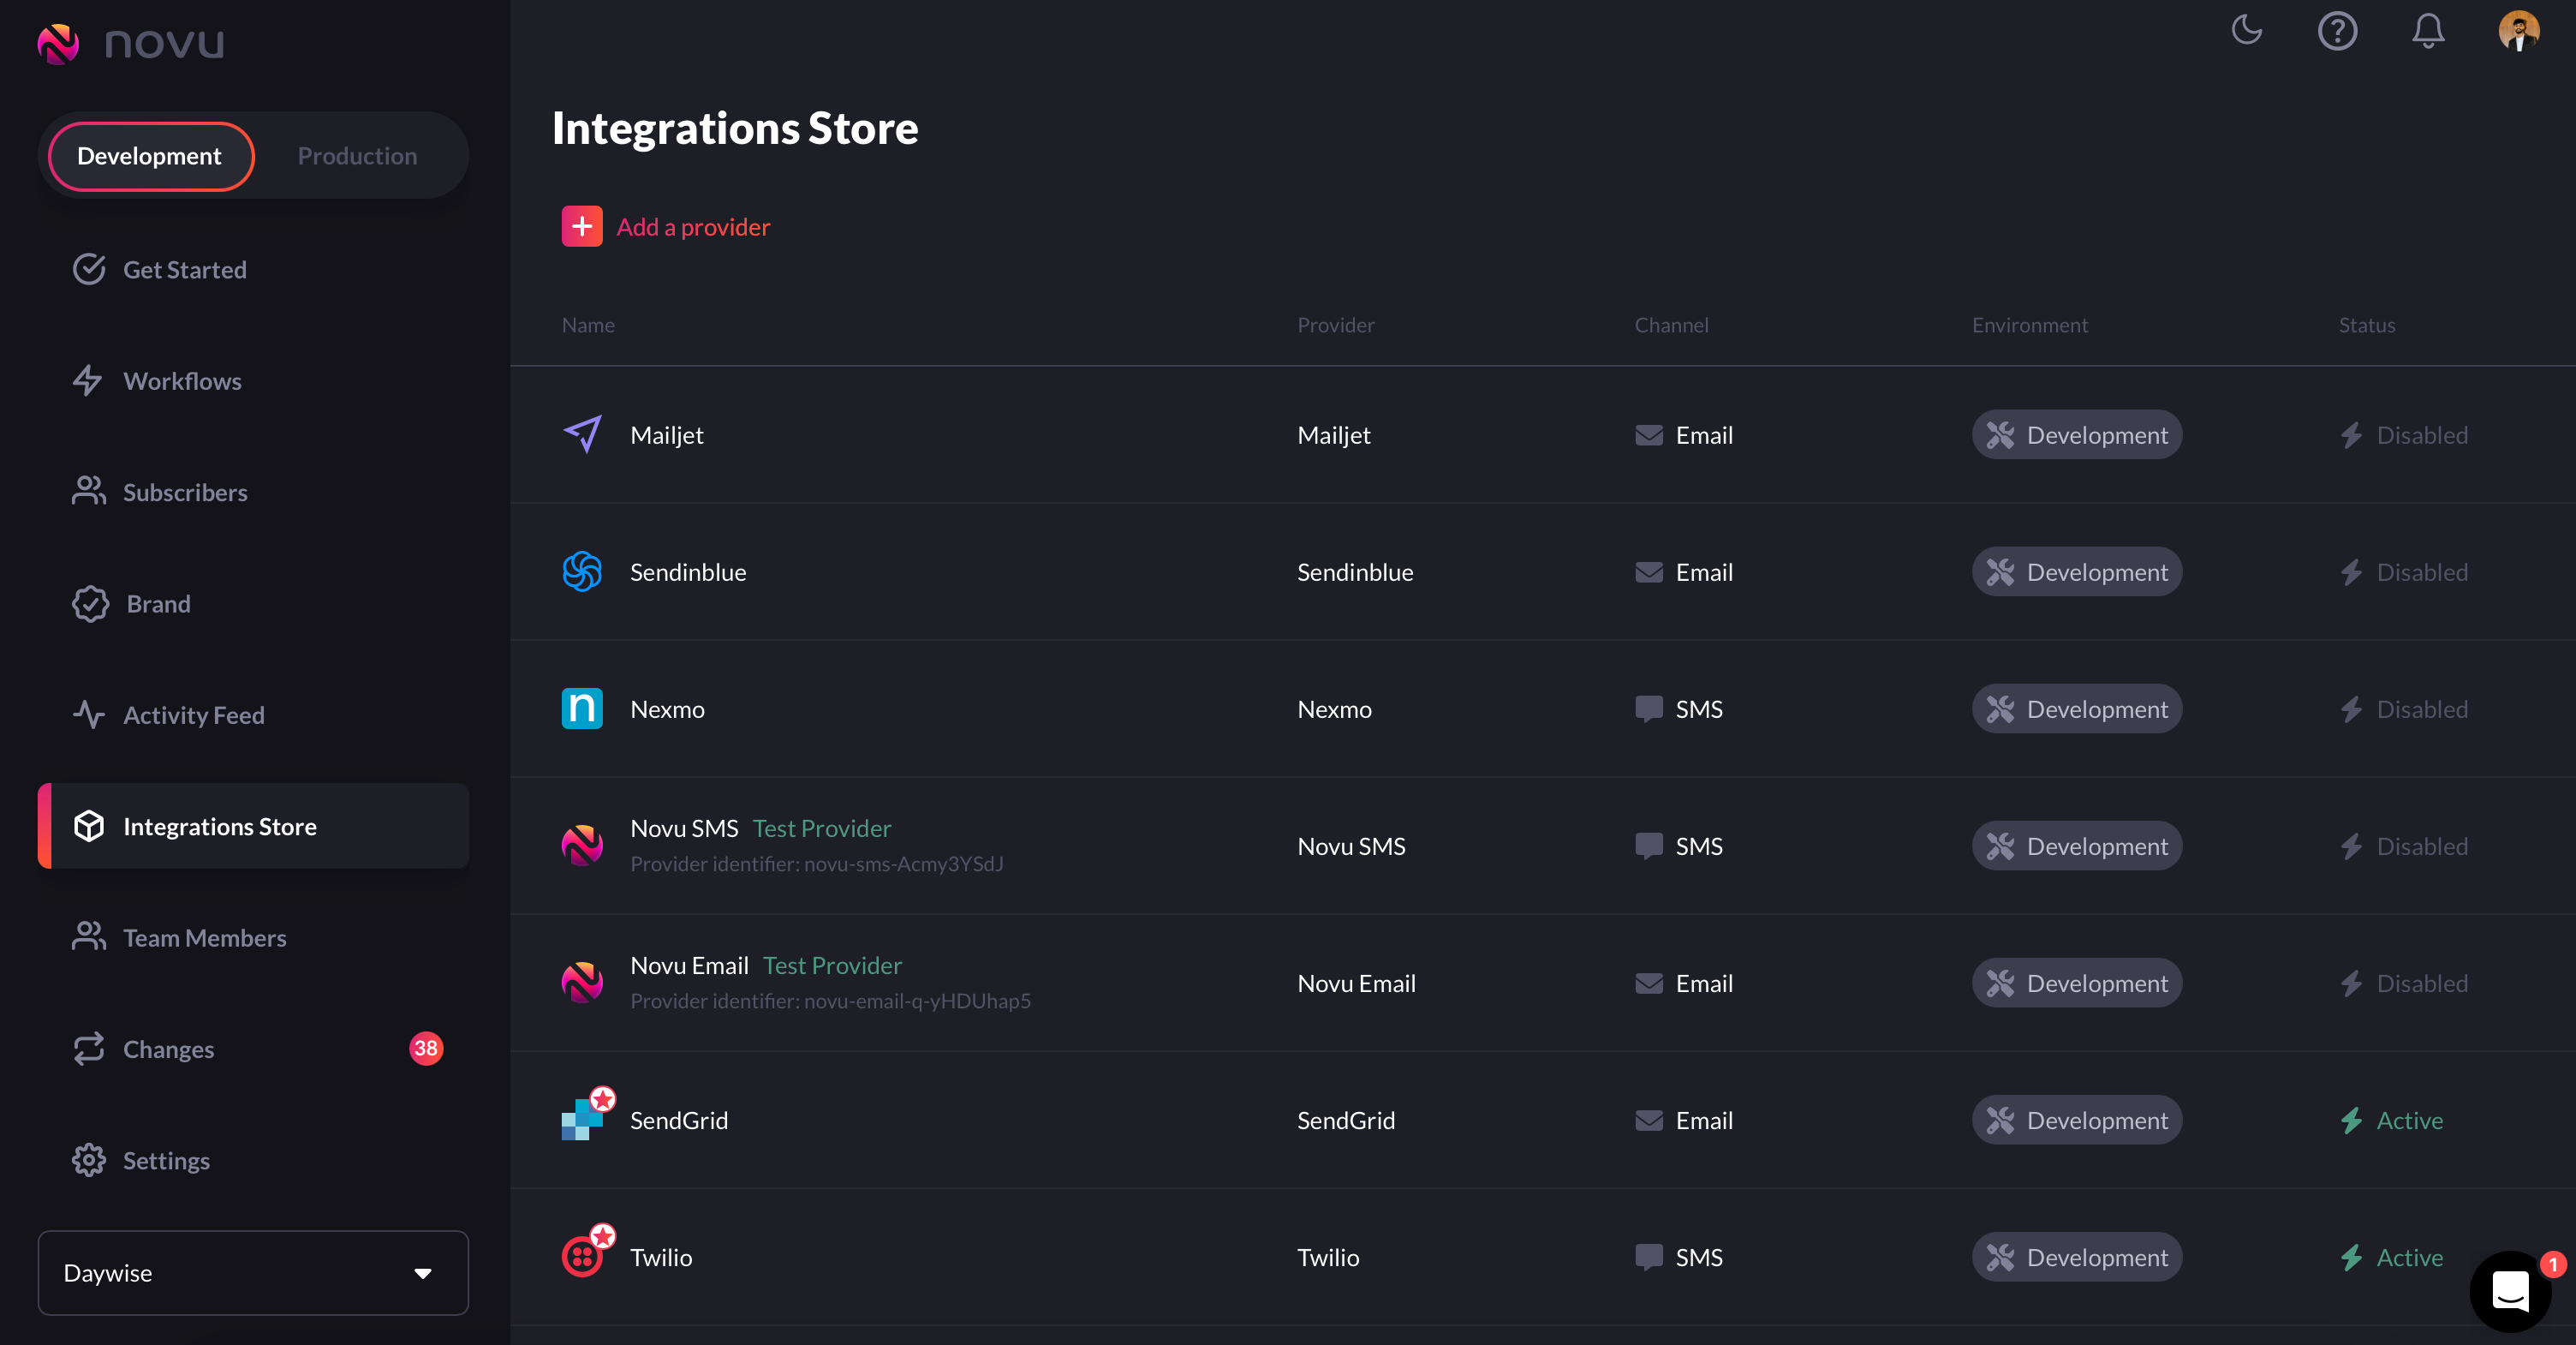 novu
Development Production
Get Started
Workflows
Subscribers
Brand
Activity Feed
Integrations Store
Team Members
Changes 38
Settings
Daywise
Integrations Store
Add a provider
Name Provider Channel Environment Status
Mailjet Mailjet Email Development Disabled
Sendinblue Sendinblue Email Development Disabled
n Nexmo Nexmo SMS Development Disabled
Novu SMS Test Provider Novu SMS SMS Development Disabled
Provider identifier: novu-sms-Acmy3YSdJ
Novu Email Test Provider Novu Email Email Development Disabled
Provider identifier: novu-email-q-yHDUhap5
SendGrid SendGrid Email Development Active
Twilio Twilio SMS Development Active
1